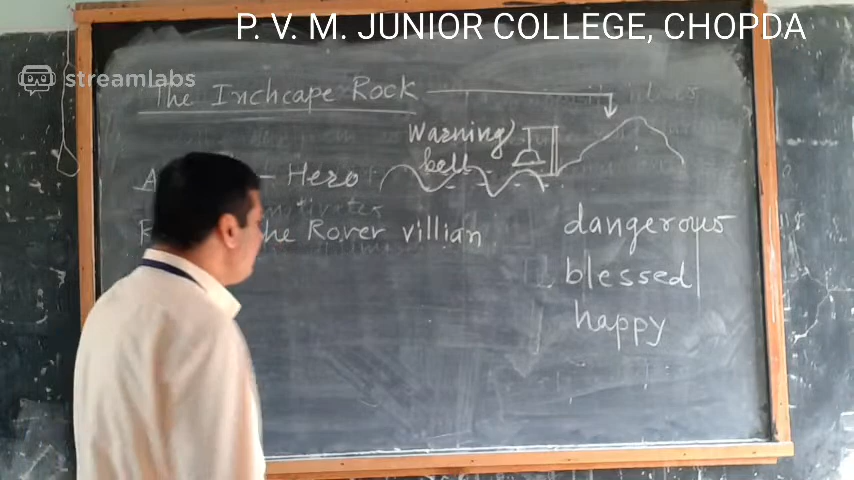 P. V. M. JUNIOR COLLEGE, CHOPDA
streamlabs
The Inchcape Rock
Warning
bell
A - Hero
R he Rover villian
dangerous
blessed
happy